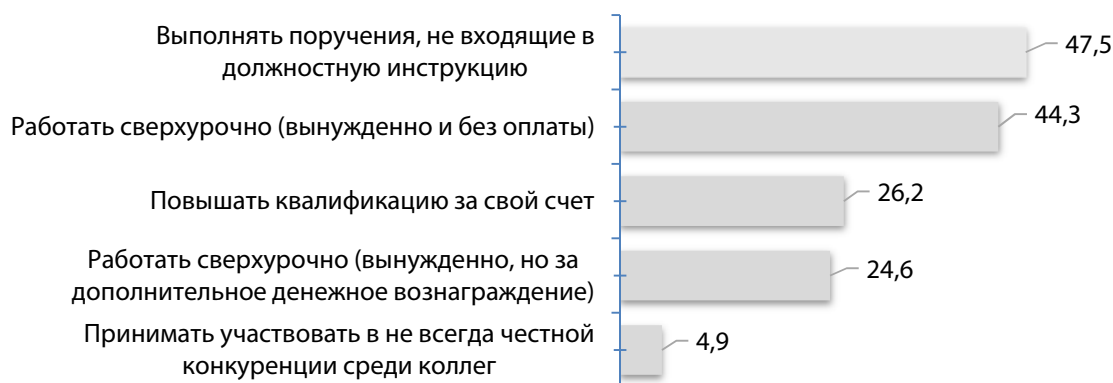 Выполнять поручения, не входящие в
должностную инструкцию
47,5
Работать сверхурочно (вынужденно и без оплаты)
44,3
Повышать квалификацию за свой счет
26,2
Работать сверхурочно (вынужденно, но за
дополнительное денежное вознаграждение)
24,6
Принимать участвовать в не всегда честной
конкуренции среди коллег
4,9